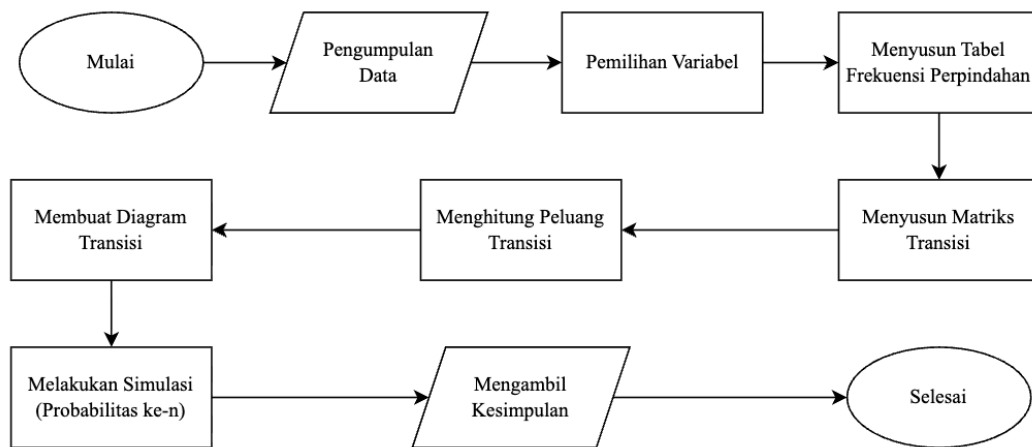 Mulai
Pengumpulan
Data
Pemilihan Variabel
Menyusun Tabel
Frekuensi Perpindahan
Menyusun Matriks
Transisi
Menghitung Peluang
Transisi
Membuat Diagram
Transisi
Melakukan Simulasi
(Probabilitas ke-n)
Mengambil
Kesimpulan
Selesai